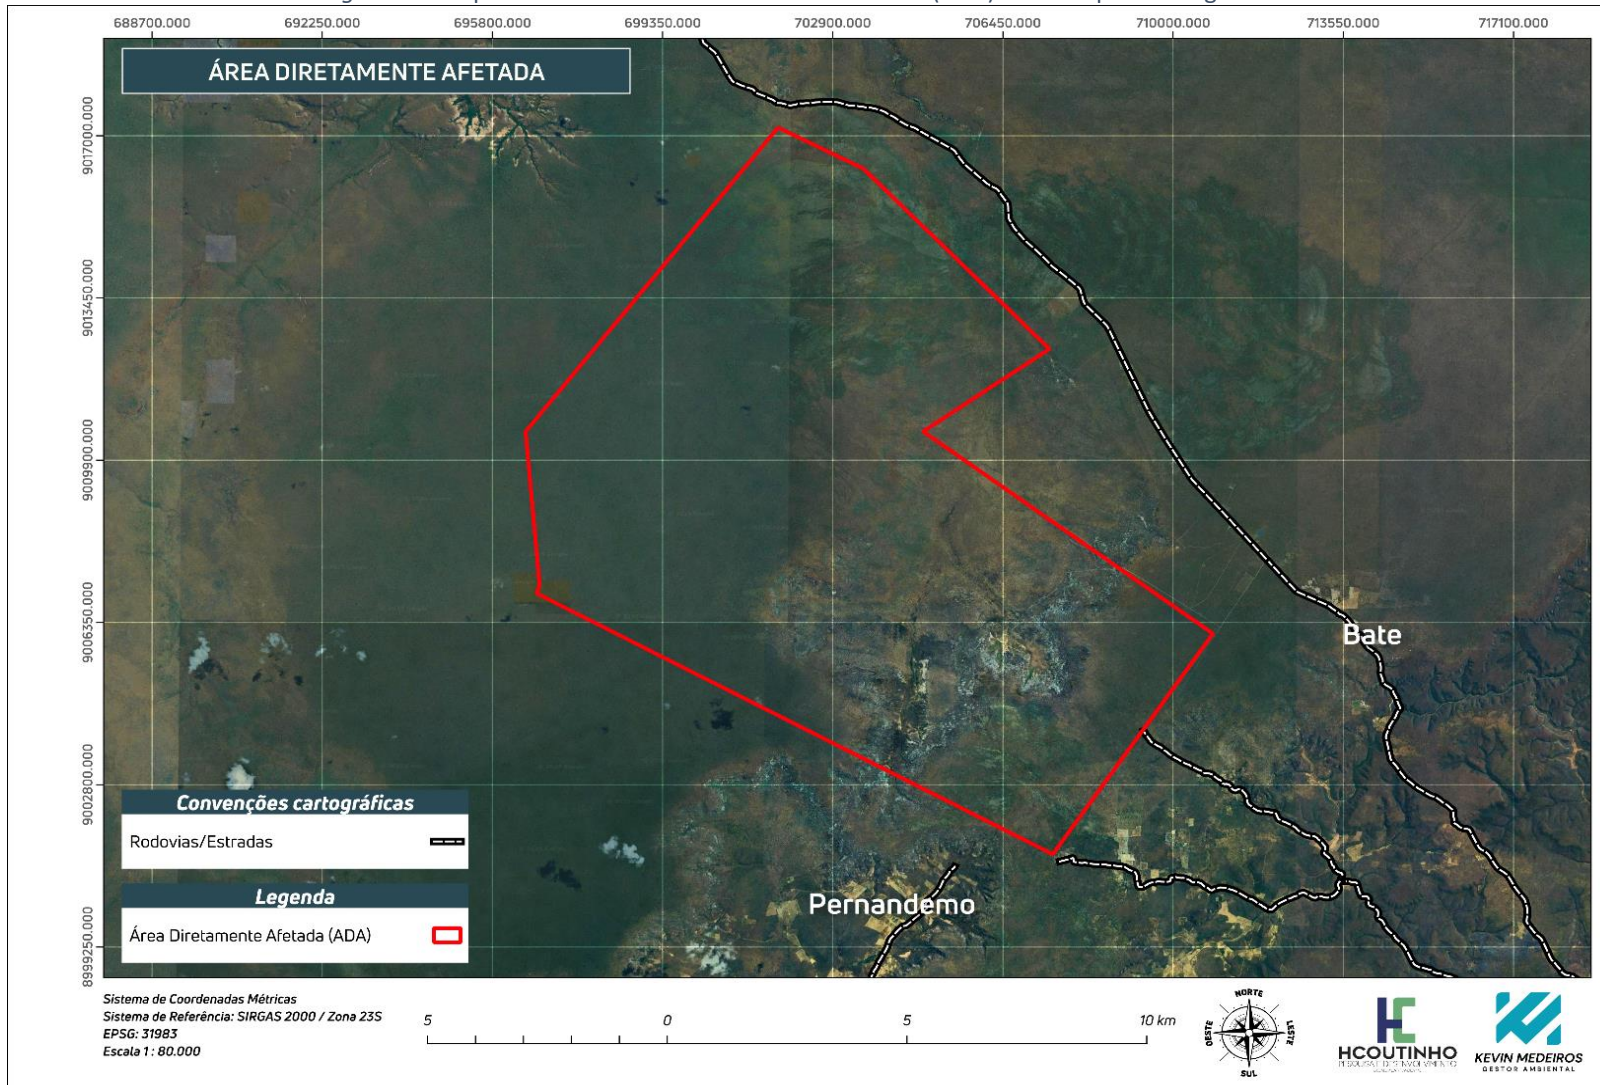 688700.000 692250.000 695800.000 699350.000 702900.000 706450.000 710000.000 713550.000 717100.000
ÁREA DIRETAMENTE AFETADA
9017000.000
9013450.000
9009900.000
9006350.000
9002800.000
8999250.000
Bate
Pernandemo
Convenções cartográficas
Rodovias/Estradas
Legenda
Área Diretamente Afetada (ADA)
Sistema de Coordenadas Métricas
Sistema de Referência: SIRGAS 2000 / Zona 23S
EPSG: 31983
Escala 1 : 80.000
5 0 5 10 km
NORTE
OESTE
LESTE
SUL
HCOUTINHO
PESQUISA E DESENVOLVIMENTO
KEVIN MEDEIROS
GESTOR AMBIENTAL